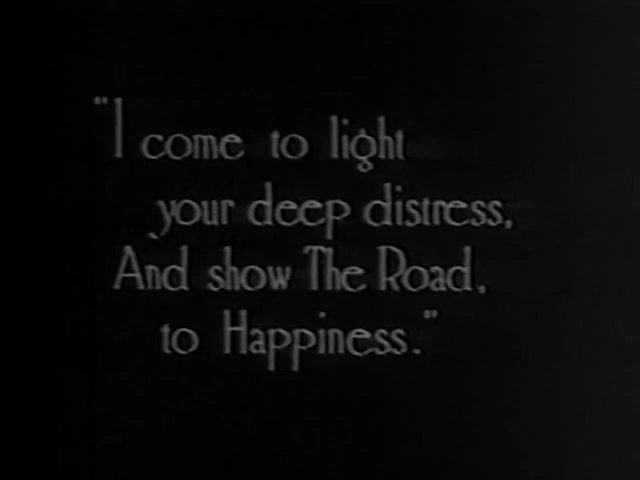 "I come to light
your deep distress,
And show The Road,
to Happiness."